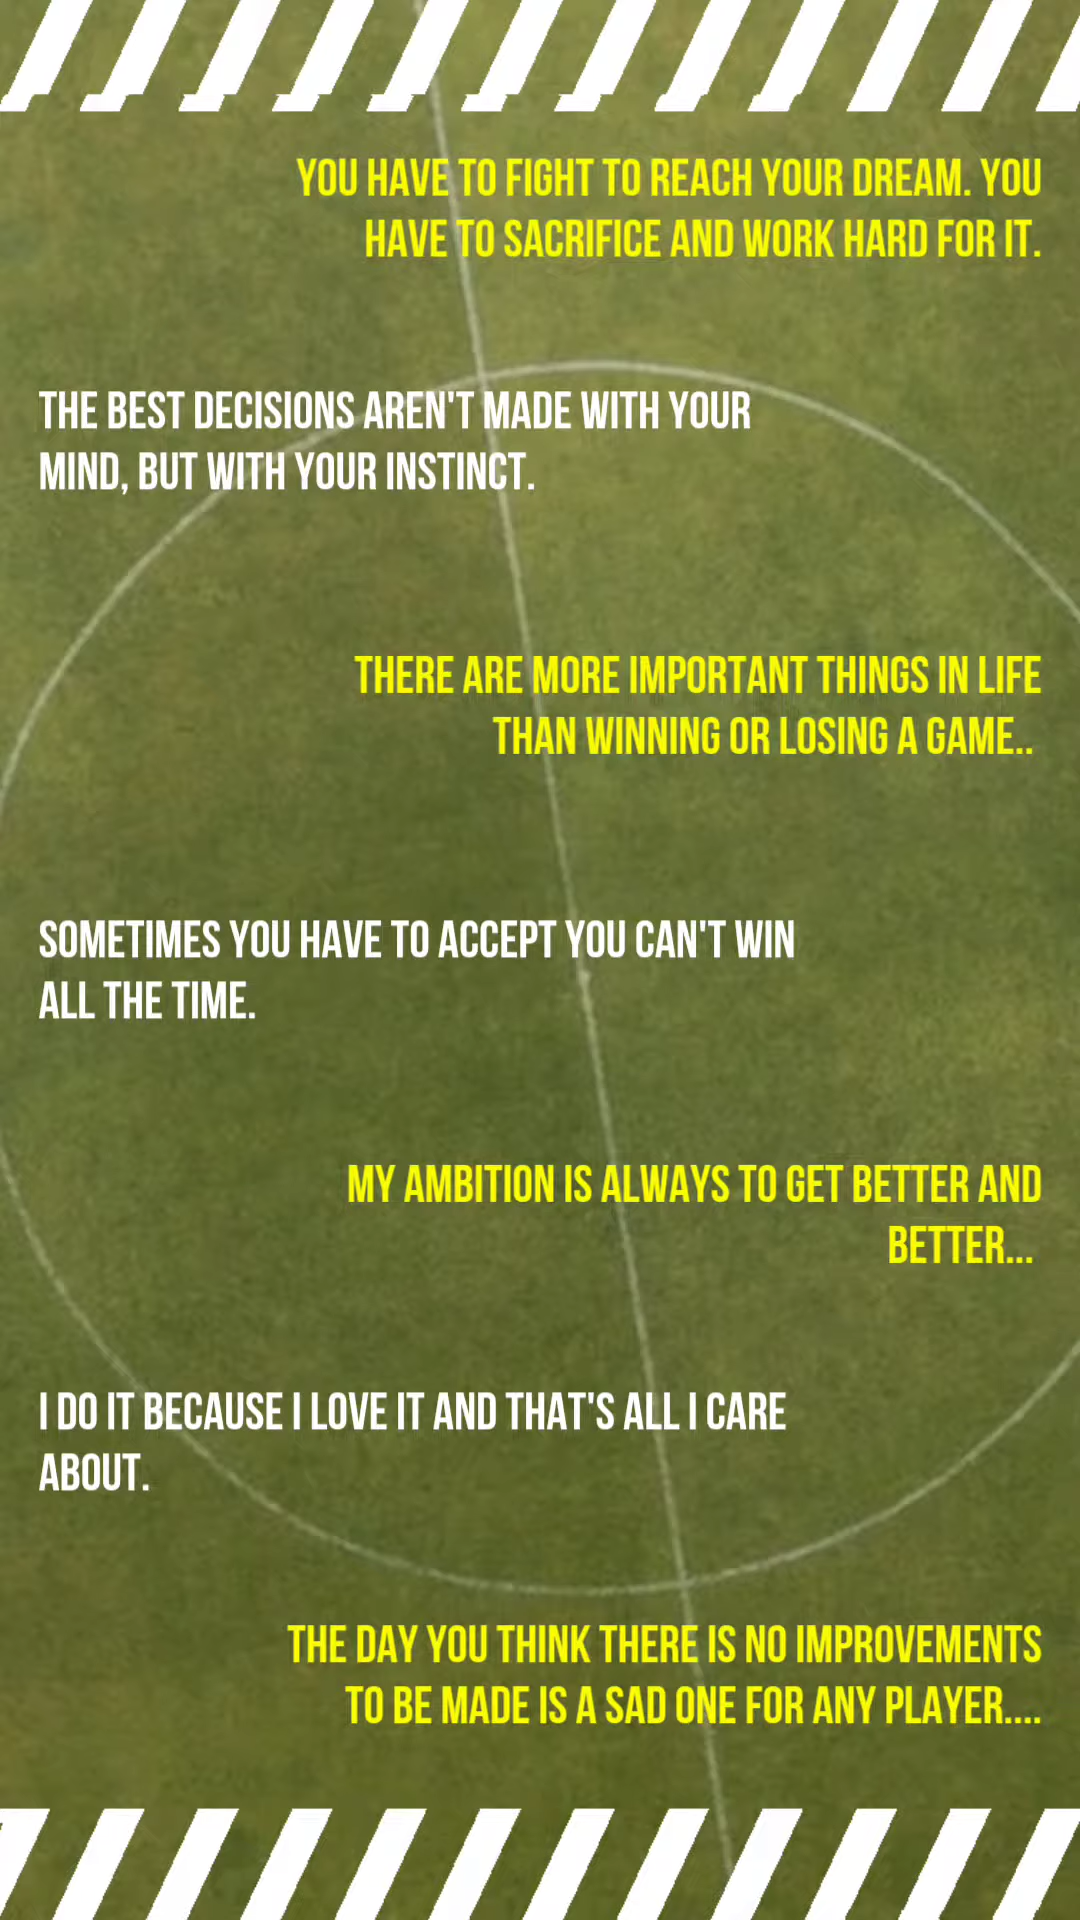 YOU HAVE TO FIGHT TO REACH YOUR DREAM. YOU
HAVE TO SACRIFICE AND WORK HARD FOR IT.
THE BEST DECISIONS AREN'T MADE WITH YOUR
MIND, BUT WITH YOUR INSTINCT.
THERE ARE MORE IMPORTANT THINGS IN LIFE
THAN WINNING OR LOSING A GAME..
SOMETIMES YOU HAVE TO ACCEPT YOU CAN'T WIN
ALL THE TIME.
MY AMBITION IS ALWAYS TO GET BETTER AND
BETTER...
I DO IT BECAUSE I LOVE IT AND THAT'S ALL I CARE
ABOUT.
THE DAY YOU THINK THERE IS NO IMPROVEMENTS
TO BE MADE IS A SAD ONE FOR ANY PLAYER....